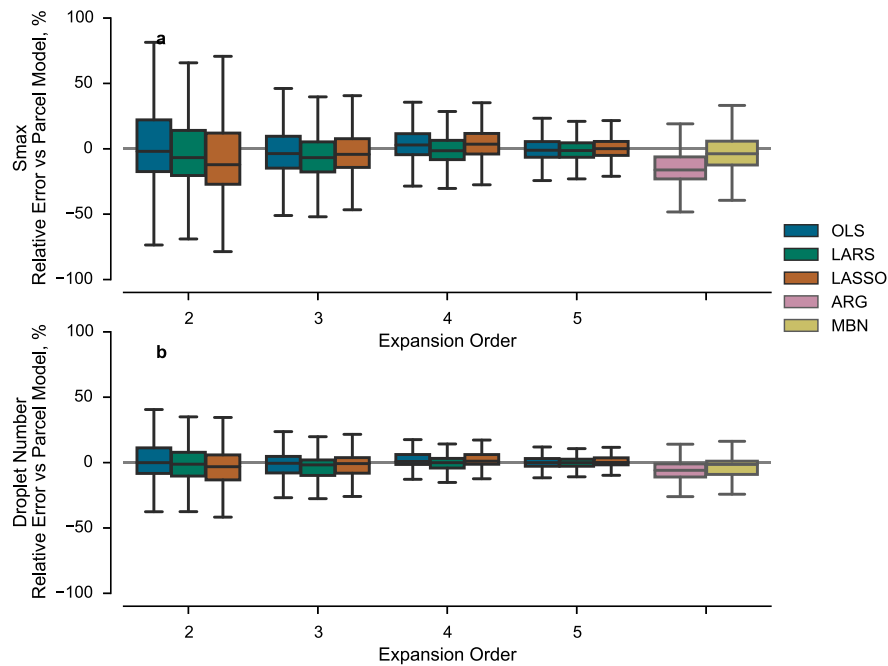 a
Smax
Relative Error vs Parcel Model, %
100
50
0
−50
−100
2 3 4 5
Expansion Order
OLS
LARS
LASSO
ARG
MBN
b
Droplet Number
Relative Error vs Parcel Model, %
100
50
0
−50
−100
2 3 4 5
Expansion Order